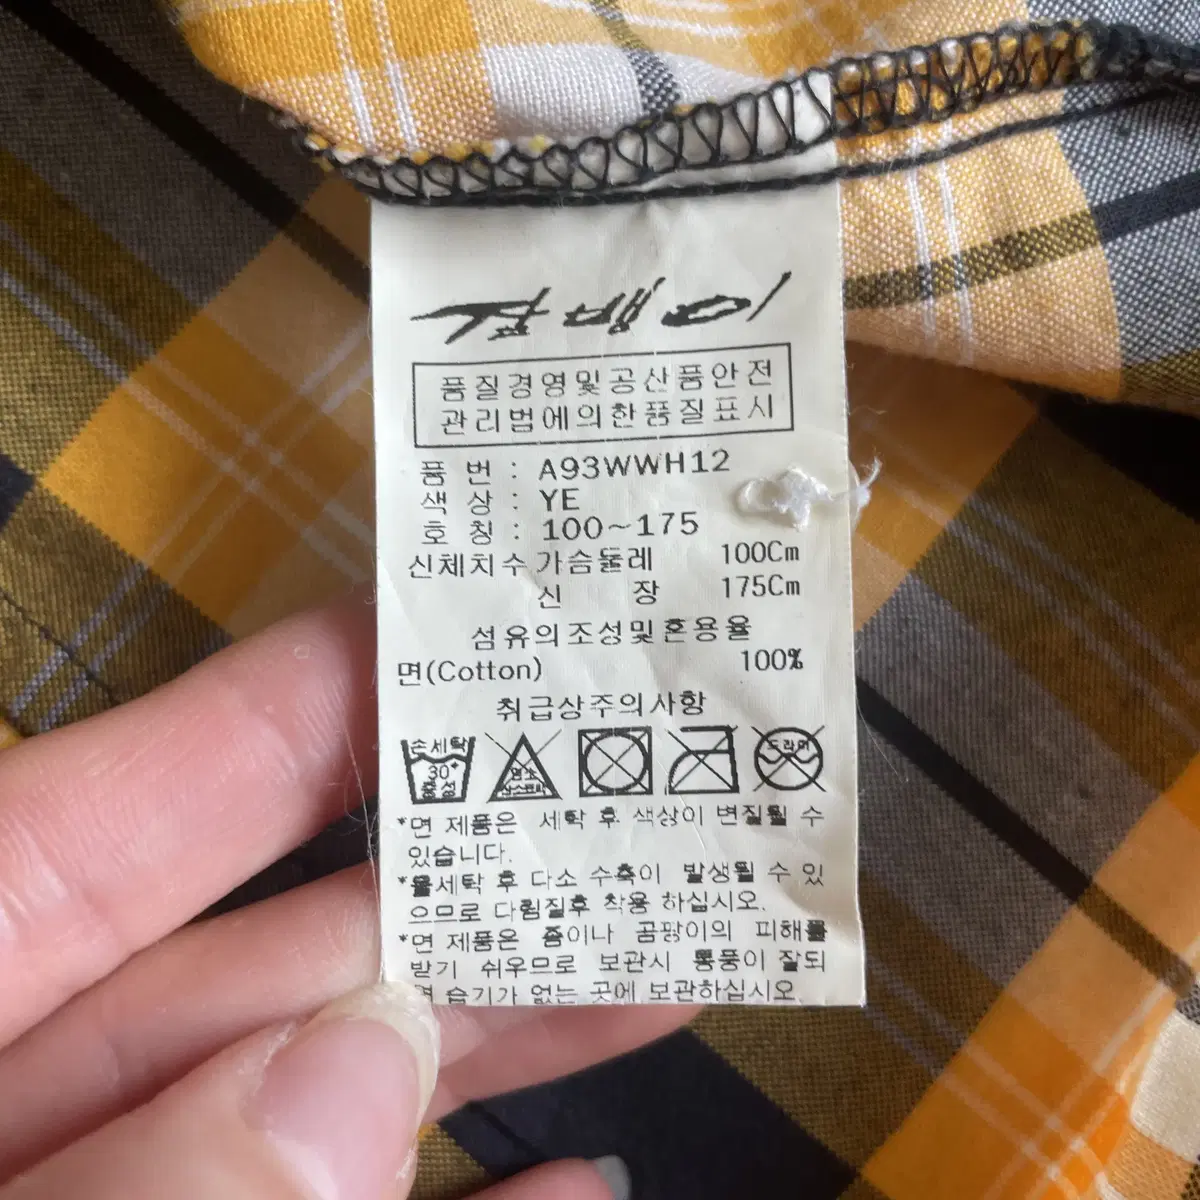 품질경영및공산품안전
관리법에의한품질표시
품 번 : A93WWH12
색 상 : YE
호 칭 : 100~175
신체치수 가슴둘레 100Cm
신 장 175Cm
섬유의조성및혼용율
면(Cotton) 100%
취급상주의사항
손세탁 염소 드라이
30° 산소표백
중성
*면 제품은 세탁 후 색상이 변질될 수
있습니다.
*물세탁 후 다소 수축이 발생될 수 있
으므로 다림질후 착용 하십시오.
*면 제품은 좀이나 곰팡이의 피해를
받기 쉬우므로 보관시 통풍이 잘되
며 습기가 없는 곳에 보관하십시오.